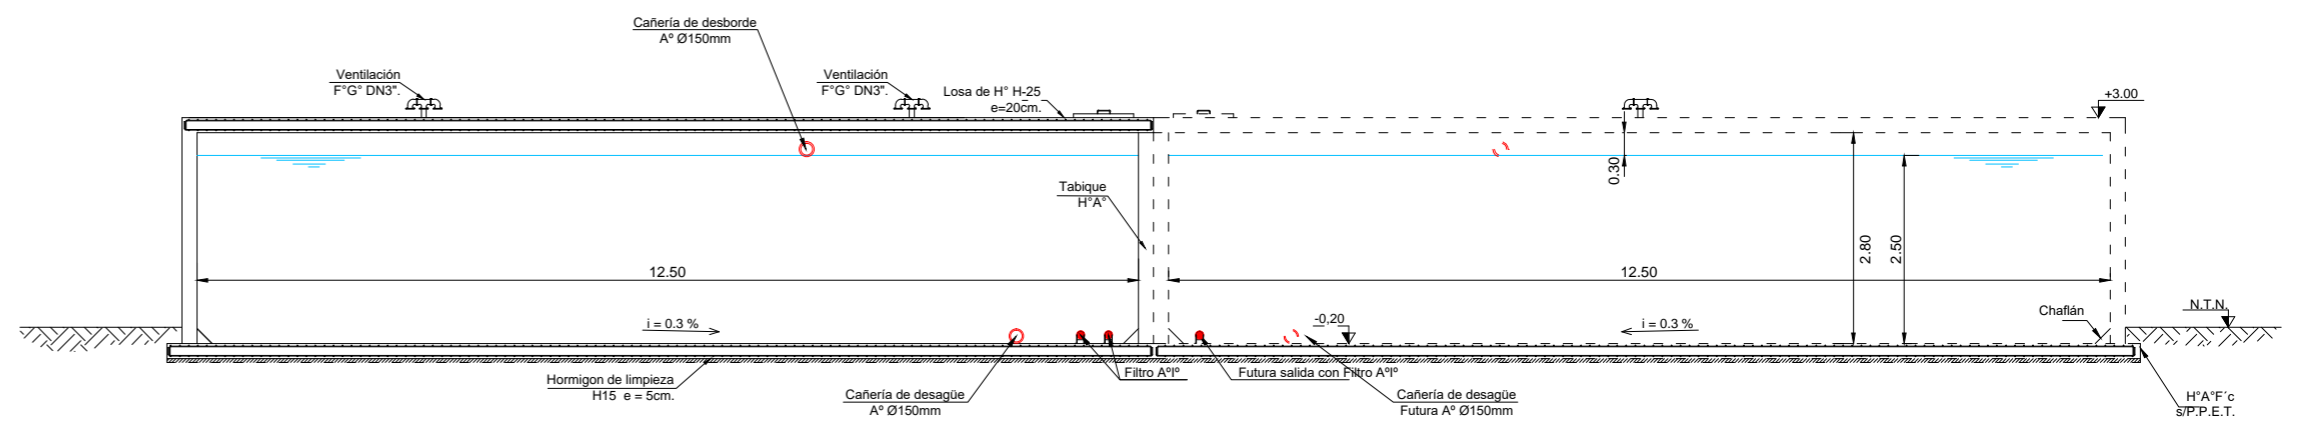 Cañería de desborde
Aº Ø150mm
Ventilación
F°G° DN3".
Ventilación
F°G° DN3".
Losa de H° H-25
e=20cm.
+3.00
0.30
Tabique
H°A°
2.80
2.50
12.50
12.50
i = 0.3 %
-0,20
i = 0.3 %
Chaflán
N.T.N.
Hormigon de limpieza
H15 e = 5cm.
Cañería de desagüe
Aº Ø150mm
Filtro AºIº
Futura salida con Filtro AºIº
Cañería de desagüe
Futura Aº Ø150mm
H°A°F´c
s/P.P.E.T.